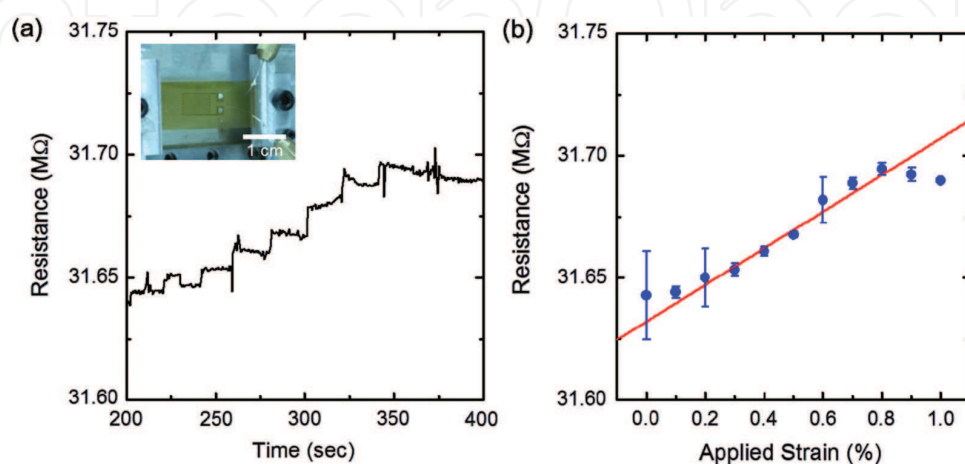 (a)
31.75
31.70
31.65
31.60
Resistance (MΩ)
1 cm
200 250 300 350 400
Time (sec)
(b)
31.75
31.70
31.65
31.60
Resistance (MΩ)
0.0 0.2 0.4 0.6 0.8 1.0
Applied Strain (%)